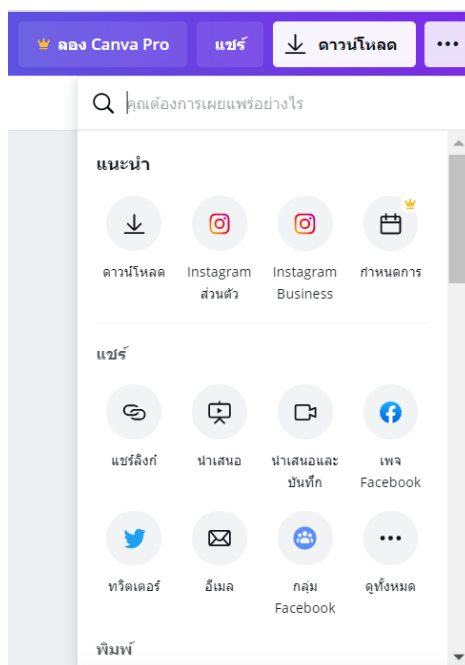 ลอง Canva Pro แชร์ ดาวน์โหลด
คุณต้องการเผยแพร่อย่างไร
แนะนำ
ดาวน์โหลด
Instagram
ส่วนตัว
Instagram
Business
กำหนดการ
แชร์
แชร์ลิงก์
นำเสนอ
นำเสนอและ
บันทึก
เพจ
Facebook
ทวิตเตอร์
อีเมล
กลุ่ม
Facebook
ดูทั้งหมด
พิมพ์